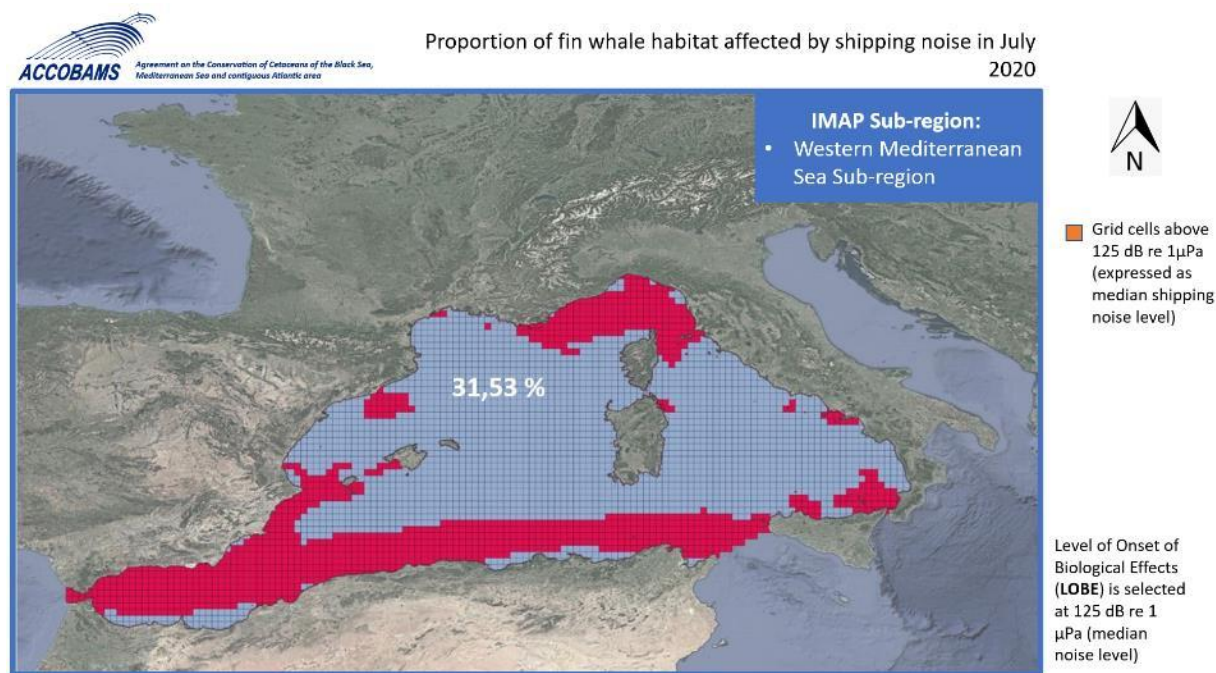 ACCOBAMS
Agreement on the Conservation of Cetaceans of the Black Sea,
Mediterranean Sea and contiguous Atlantic area
Proportion of fin whale habitat affected by shipping noise in July
2020
IMAP Sub-region:
• Western Mediterranean
Sea Sub-region
N
Grid cells above
125 dB re 1µPa
(expressed as
median shipping
noise level)
31,53 %
Level of Onset of
Biological Effects
(LOBE) is selected
at 125 dB re 1
µPa (median
noise level)